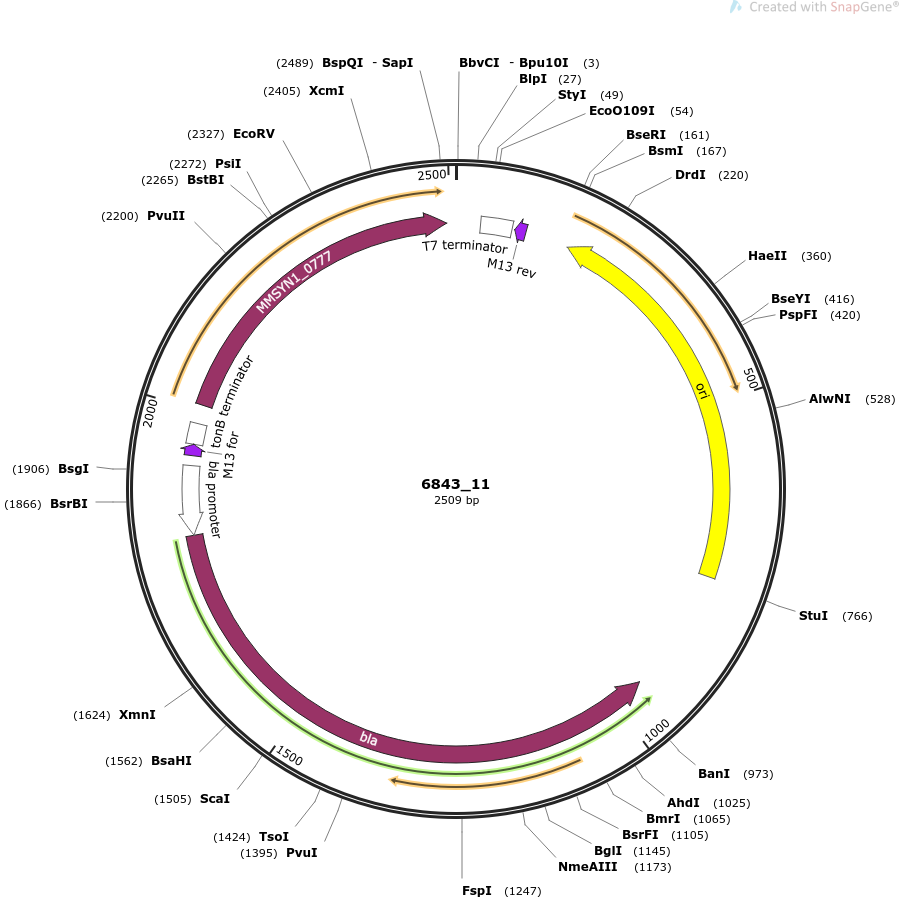 Created with SnapGene®
(2489) BspQI - SapI
BbvCI - Bpu10I (3)
BlpI (27)
(2405) XcmI
StyI (49)
EcoO109I (54)
(2327) EcoRV
BseRI (161)
BsmI (167)
(2272) PsiI
(2265) BstBI
DrdI (220)
2500
(2200) PvuII
T7 terminator
M13 rev
HaeII (360)
MMSYN1_0777
BseYI (416)
PspFI (420)
500
ori
AlwNI (528)
2000
tonB terminator
M13 for
(1906) BsgI
bla promoter
6843_11
2509 bp
(1866) BsrBI
StuI (766)
(1624) XmnI
bla
1000
1500
(1562) BsaHI
BanI (973)
(1505) ScaI
AhdI (1025)
BmrI (1065)
(1424) TsoI
BsrFI (1105)
(1395) PvuI
BglI (1145)
NmeAIII (1173)
FspI (1247)